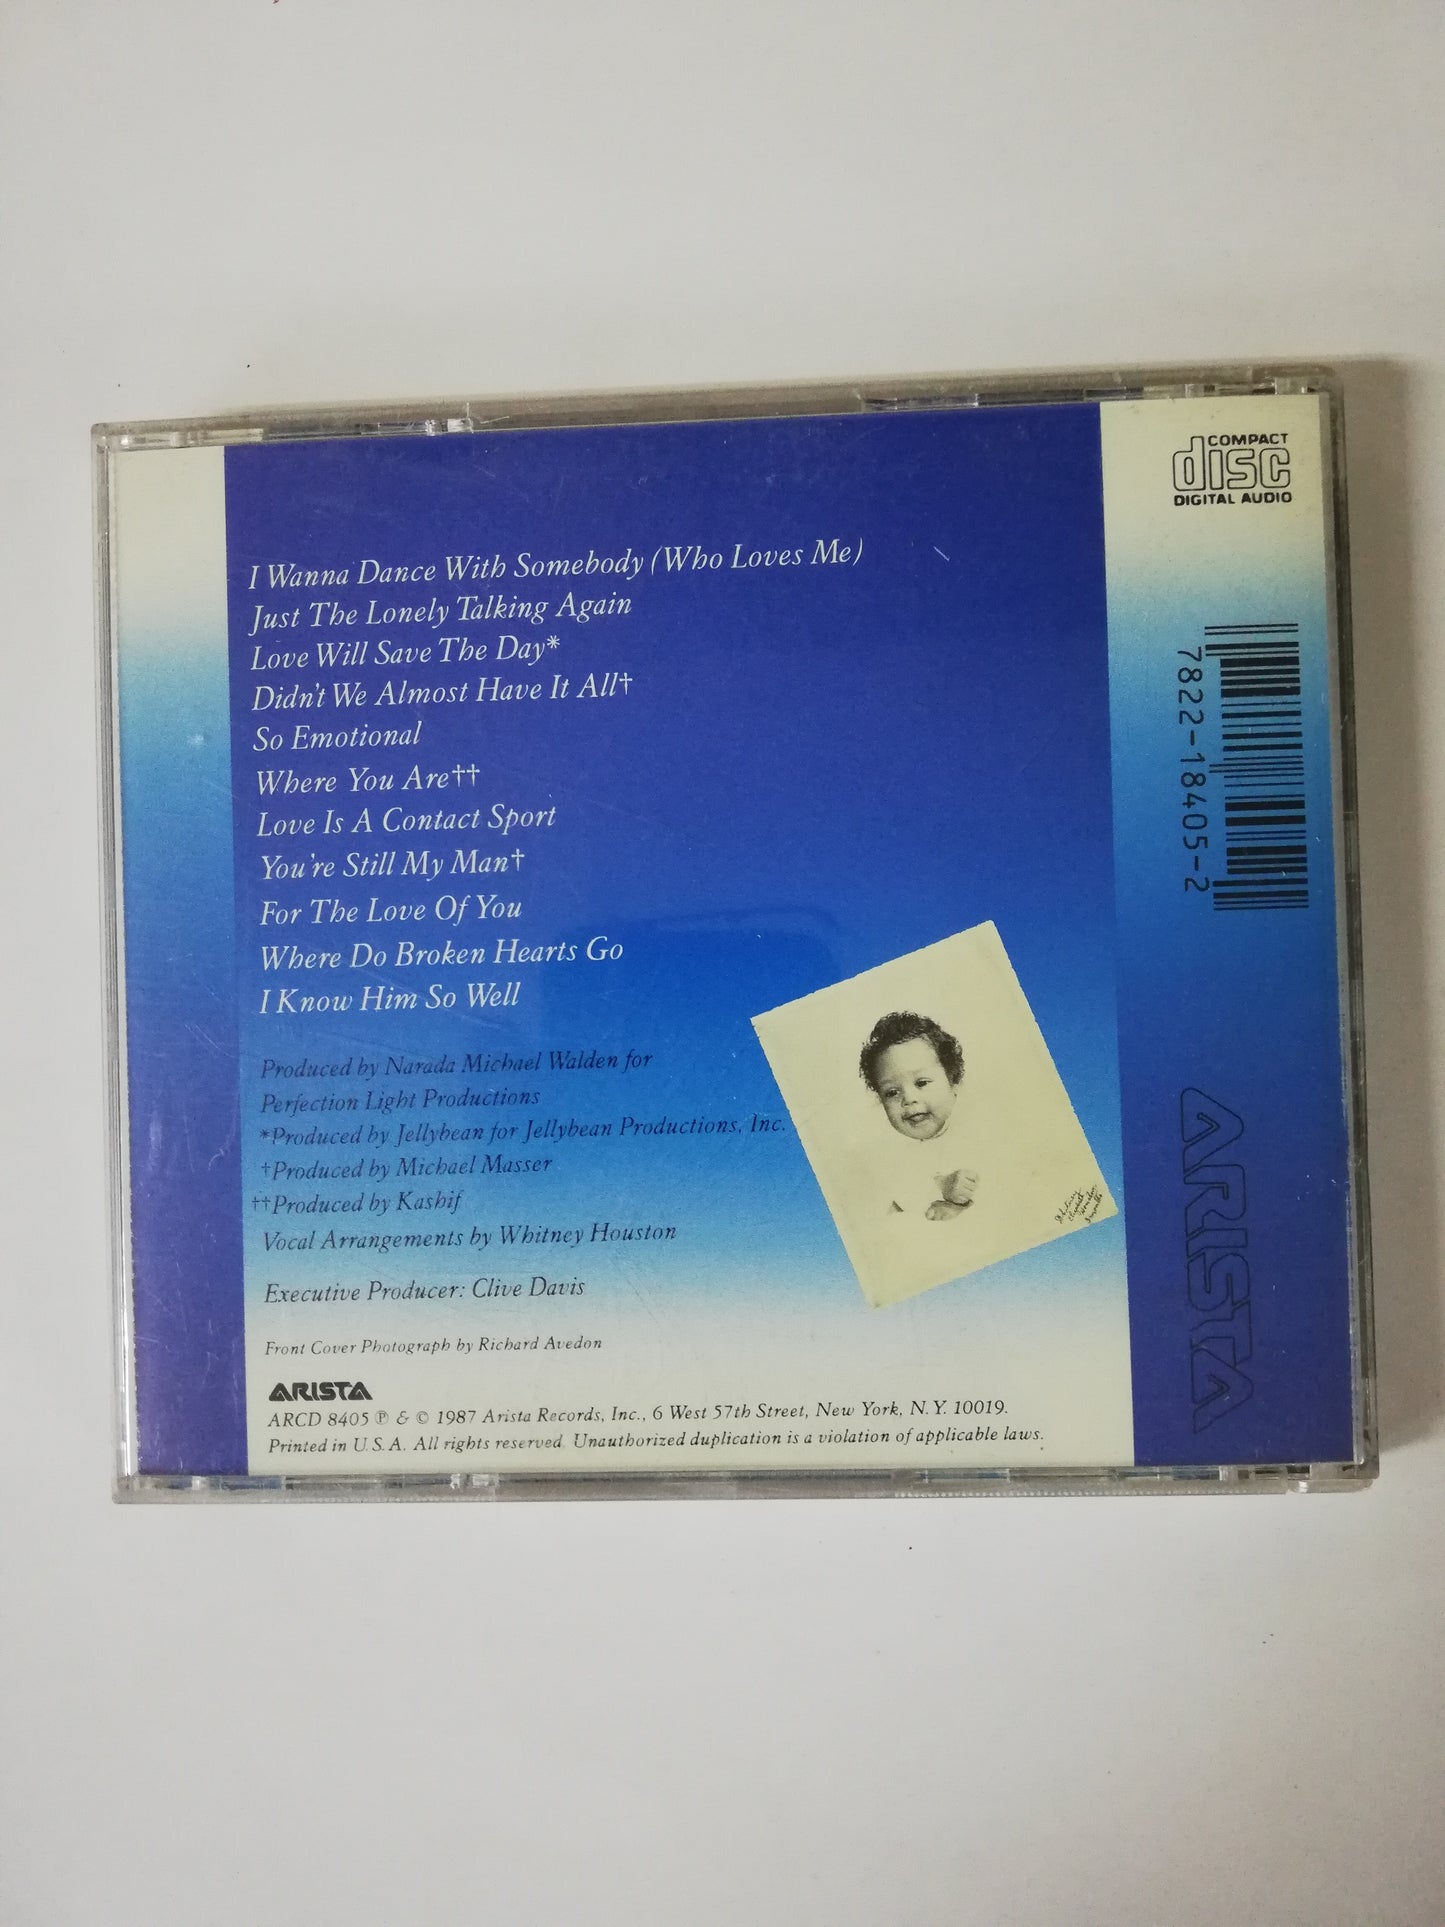 I Wanna Dance With Somebody (Who Loves Me)
Just The Lonely Talking Again
Love Will Save The Day*
Didn't We Almost Have It All†
So Emotional
Where You Are††
Love Is A Contact Sport
You're Still My Man†
For The Love Of You
Where Do Broken Hearts Go
I Know Him So Well
Produced by Narada Michael Walden for
Perfection Light Productions
*Produced by Jellybean for Jellybean Productions, Inc.
†Produced by Michael Masser
††Produced by Kashif
Vocal Arrangements by Whitney Houston
Executive Producer: Clive Davis
Front Cover Photograph by Richard Avedon
ARISTA
ARCD 8405 ℗ & © 1987 Arista Records, Inc., 6 West 57th Street, New York, N.Y. 10019.
Printed in U.S.A. All rights reserved. Unauthorized duplication is a violation of applicable laws.
COMPACT
disc
DIGITAL AUDIO
7822-18405-2
ARISTA
Whitney
Elizabeth